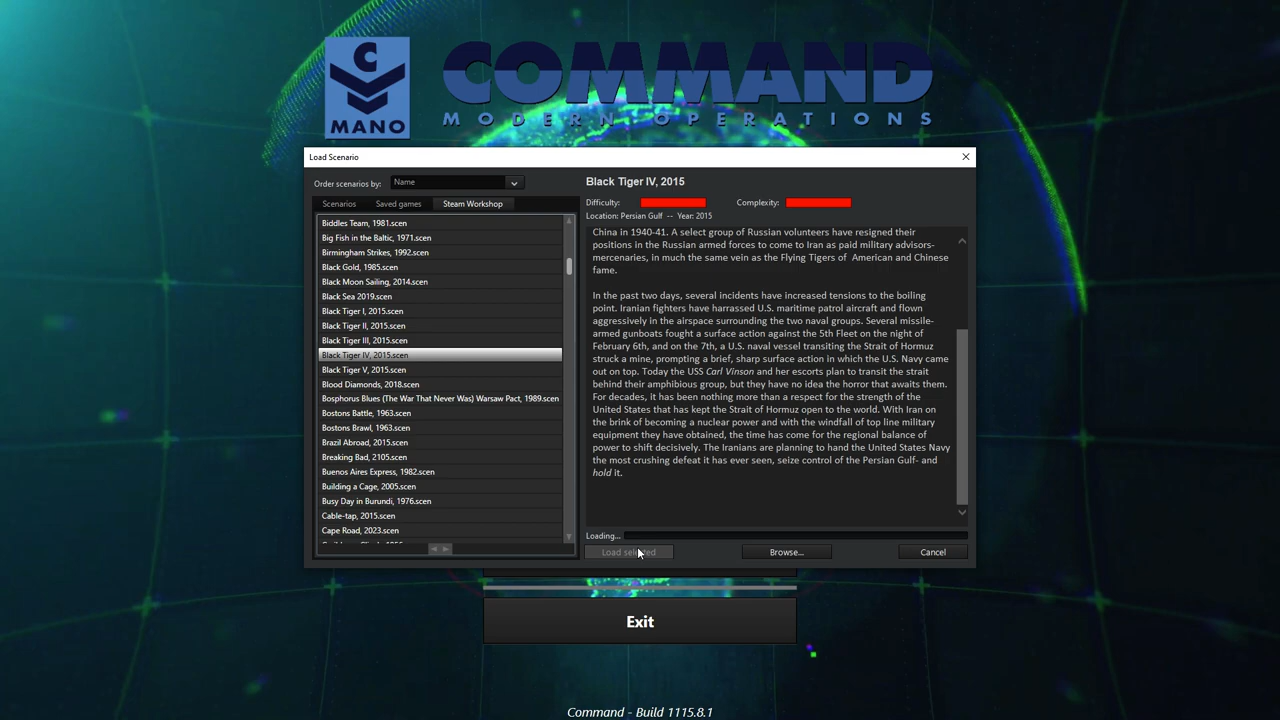 C
MANO
COMMAND
MODERN OPERATIONS
Load Scenario
Order scenarios by:
Name
Scenarios
Saved games
Steam Workshop
Biddles Team, 1981.scen
Big Fish in the Baltic, 1971.scen
Birmingham Strikes, 1992.scen
Black Gold, 1985.scen
Black Moon Sailing, 2014.scen
Black Sea 2019.scen
Black Tiger I, 2015.scen
Black Tiger II, 2015.scen
Black Tiger III, 2015.scen
Black Tiger IV, 2015.scen
Black Tiger V, 2015.scen
Blood Diamonds, 2018.scen
Bosphorus Blues (The War That Never Was) Warsaw Pact, 1989.scen
Bostons Battle, 1963.scen
Bostons Brawl, 1963.scen
Brazil Abroad, 2015.scen
Breaking Bad, 2105.scen
Buenos Aires Express, 1982.scen
Building a Cage, 2005.scen
Busy Day in Burundi, 1976.scen
Cable-tap, 2015.scen
Cape Road, 2023.scen
Black Tiger IV, 2015
Difficulty:
Complexity:
Location: Persian Gulf -- Year: 2015
China in 1940-41. A select group of Russian volunteers have resigned their
positions in the Russian armed forces to come to Iran as paid military advisors-
mercenaries, in much the same vein as the Flying Tigers of American and Chinese
fame.
In the past two days, several incidents have increased tensions to the boiling
point. Iranian fighters have harrassed U.S. maritime patrol aircraft and flown
aggressively in the airspace surrounding the two naval groups. Several missile-
armed gunboats fought a surface action against the 5th Fleet on the night of
February 6th, and on the 7th, a U.S. naval vessel transiting the Strait of Hormuz
struck a mine, prompting a brief, sharp surface action in which the U.S. Navy came
out on top. Today the USS Carl Vinson and her escorts plan to transit the strait
behind their amphibious group, but they have no idea the horror that awaits them.
For decades, it has been nothing more than a respect for the strength of the
United States that has kept the Strait of Hormuz open to the world. With Iran on
the brink of becoming a nuclear power and with the windfall of top line military
equipment they have obtained, the time has come for the regional balance of
power to shift decisively. The Iranians are planning to hand the United States Navy
the most crushing defeat it has ever seen, seize control of the Persian Gulf- and
hold it.
Loading...
Load selected
Browse...
Cancel
Exit
Command - Build 1115.8.1